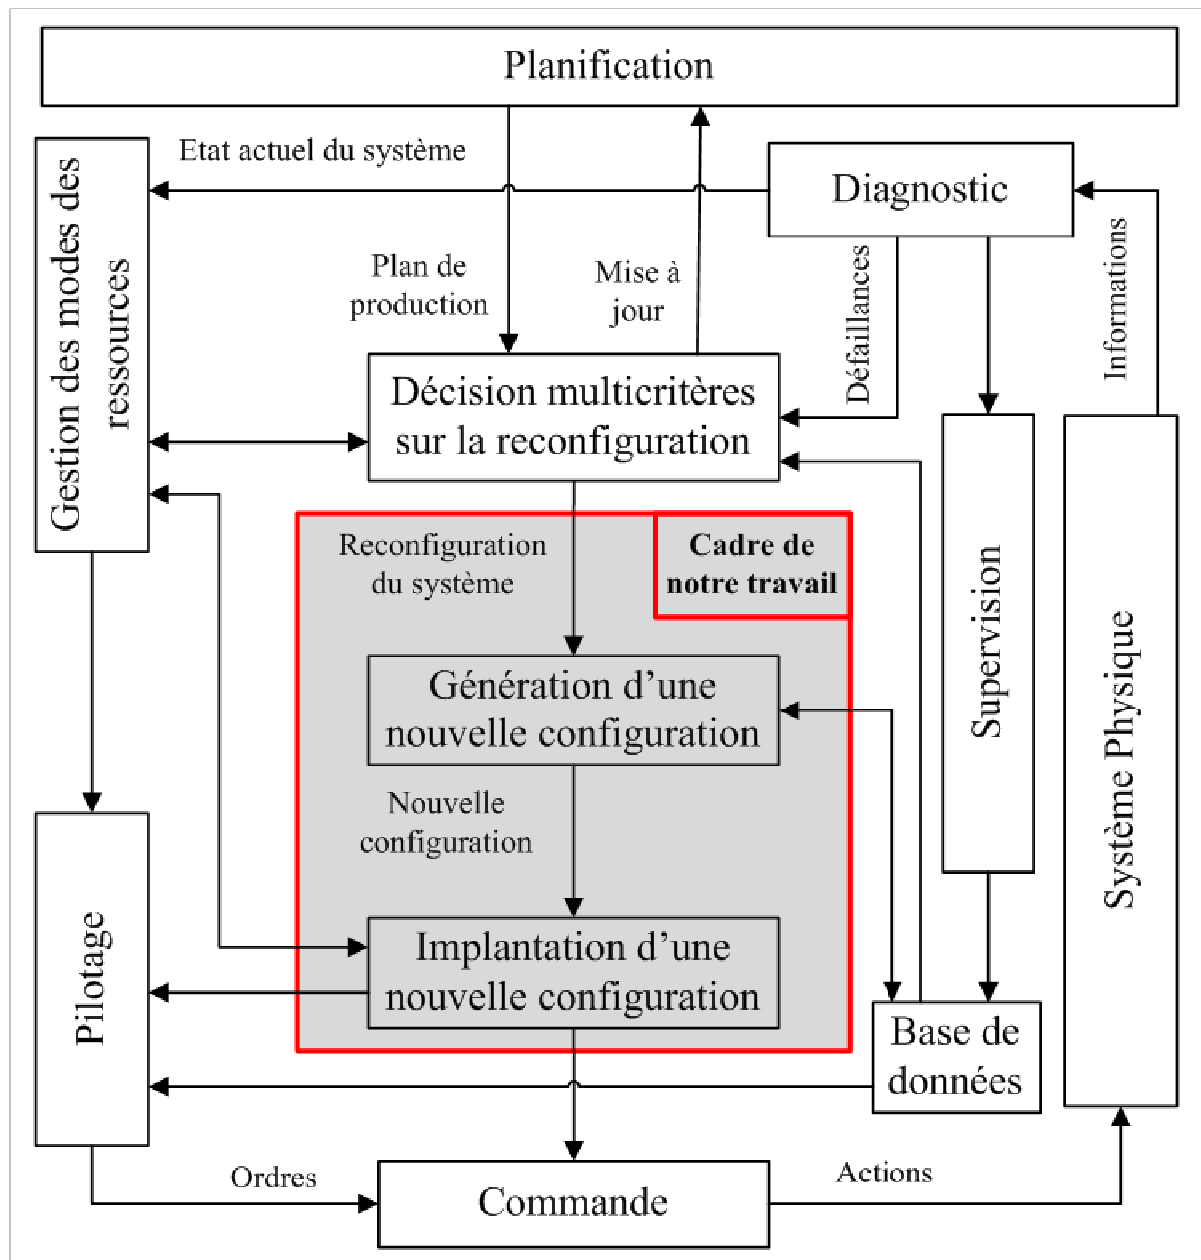 Planification
Etat actuel du système
Diagnostic
Gestion des modes des
ressources
Plan de
production
Mise à
jour
Défaillances
Informations
Décision multicritères
sur la reconfiguration
Reconfiguration
du système
Cadre de
notre travail
Supervision
Système Physique
Génération d’une
nouvelle configuration
Nouvelle
configuration
Pilotage
Implantation d’une
nouvelle configuration
Base de
données
Ordres
Commande
Actions